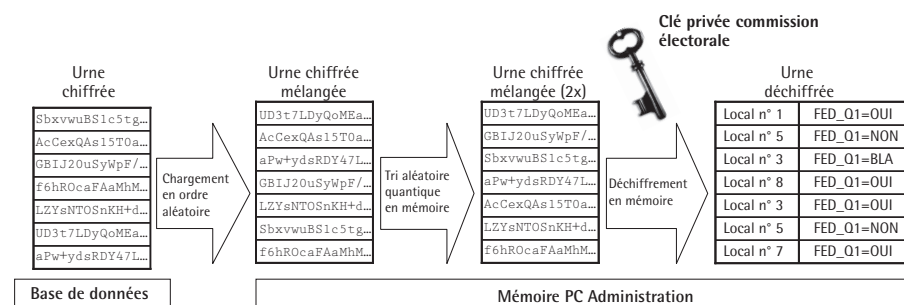 Clé privée commission
électorale
Urne
chiffrée
SbxvwuBS1c5tg…
AcCexQAs15T0a…
GBIJ20uSyWpF/…
f6hROcaFAaMhM…
LZYsNTOSnKH+d…
UD3t7LDyQoMEa…
aPw+ydsRDY47L…
Chargement
en ordre
aléatoire
Urne chiffrée
mélangée
UD3t7LDyQoMEa…
AcCexQAs15T0a…
aPw+ydsRDY47L…
GBIJ20uSyWpF/…
LZYsNTOSnKH+d…
SbxvwuBS1c5tg…
f6hROcaFAaMhM…
Tri aléatoire
quantique
en mémoire
Urne chiffrée
mélangée (2x)
UD3t7LDyQoMEa…
GBIJ20uSyWpF/…
SbxvwuBS1c5tg…
aPw+ydsRDY47L…
AcCexQAs15T0a…
LZYsNTOSnKH+d…
f6hROcaFAaMhM…
Déchiffrement
en mémoire
Urne
déchiffrée
Local n° 1 FED_Q1=OUI
Local n° 5 FED_Q1=NON
Local n° 3 FED_Q1=BLA
Local n° 8 FED_Q1=OUI
Local n° 3 FED_Q1=OUI
Local n° 5 FED_Q1=NON
Local n° 7 FED_Q1=OUI
Base de données
Mémoire PC Administration